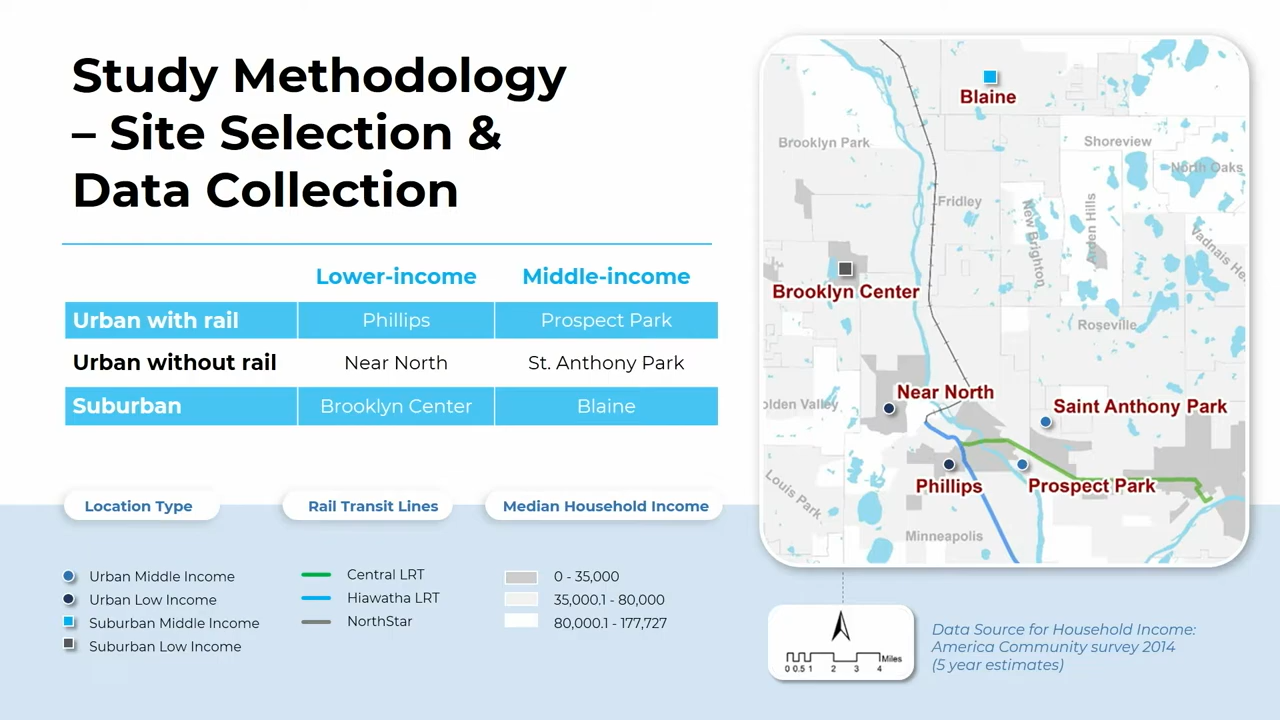 Study Methodology
– Site Selection &
Data Collection
Lower-income Middle-income
Urban with rail Phillips Prospect Park
Urban without rail Near North St. Anthony Park
Suburban Brooklyn Center Blaine
Location Type
Urban Middle Income
Urban Low Income
Suburban Middle Income
Suburban Low Income
Rail Transit Lines
Central LRT
Hiawatha LRT
NorthStar
Median Household Income
0 - 35,000
35,000.1 - 80,000
80,000.1 - 177,727
Blaine
Brooklyn Park
Shoreview
North Oaks
Fridley
New Brighton
Arden Hills
Vadnais He
Brooklyn Center
Roseville
Near North
olden Valley
Saint Anthony Park
Phillips
Prospect Park
Louis Park
Minneapolis
Miles
0 0.5 1 2 3 4
Data Source for Household Income:
America Community survey 2014
(5 year estimates)